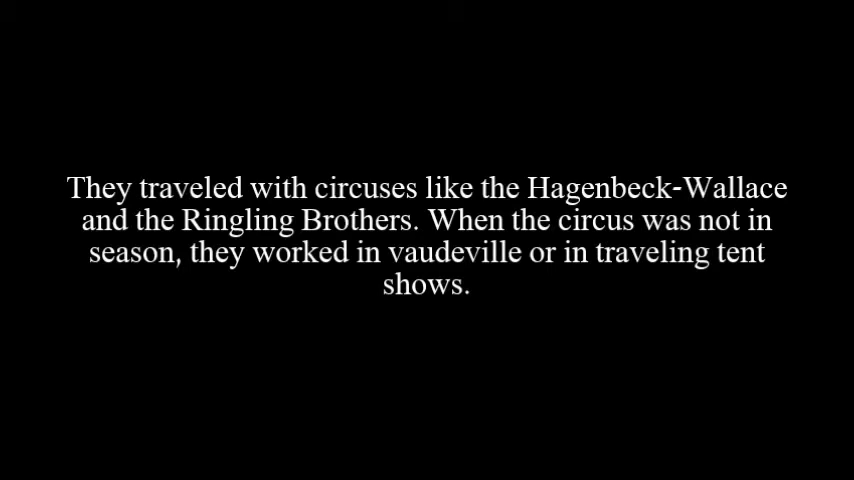 They traveled with circuses like the Hagenbeck-Wallace
and the Ringling Brothers. When the circus was not in
season, they worked in vaudeville or in traveling tent
shows.